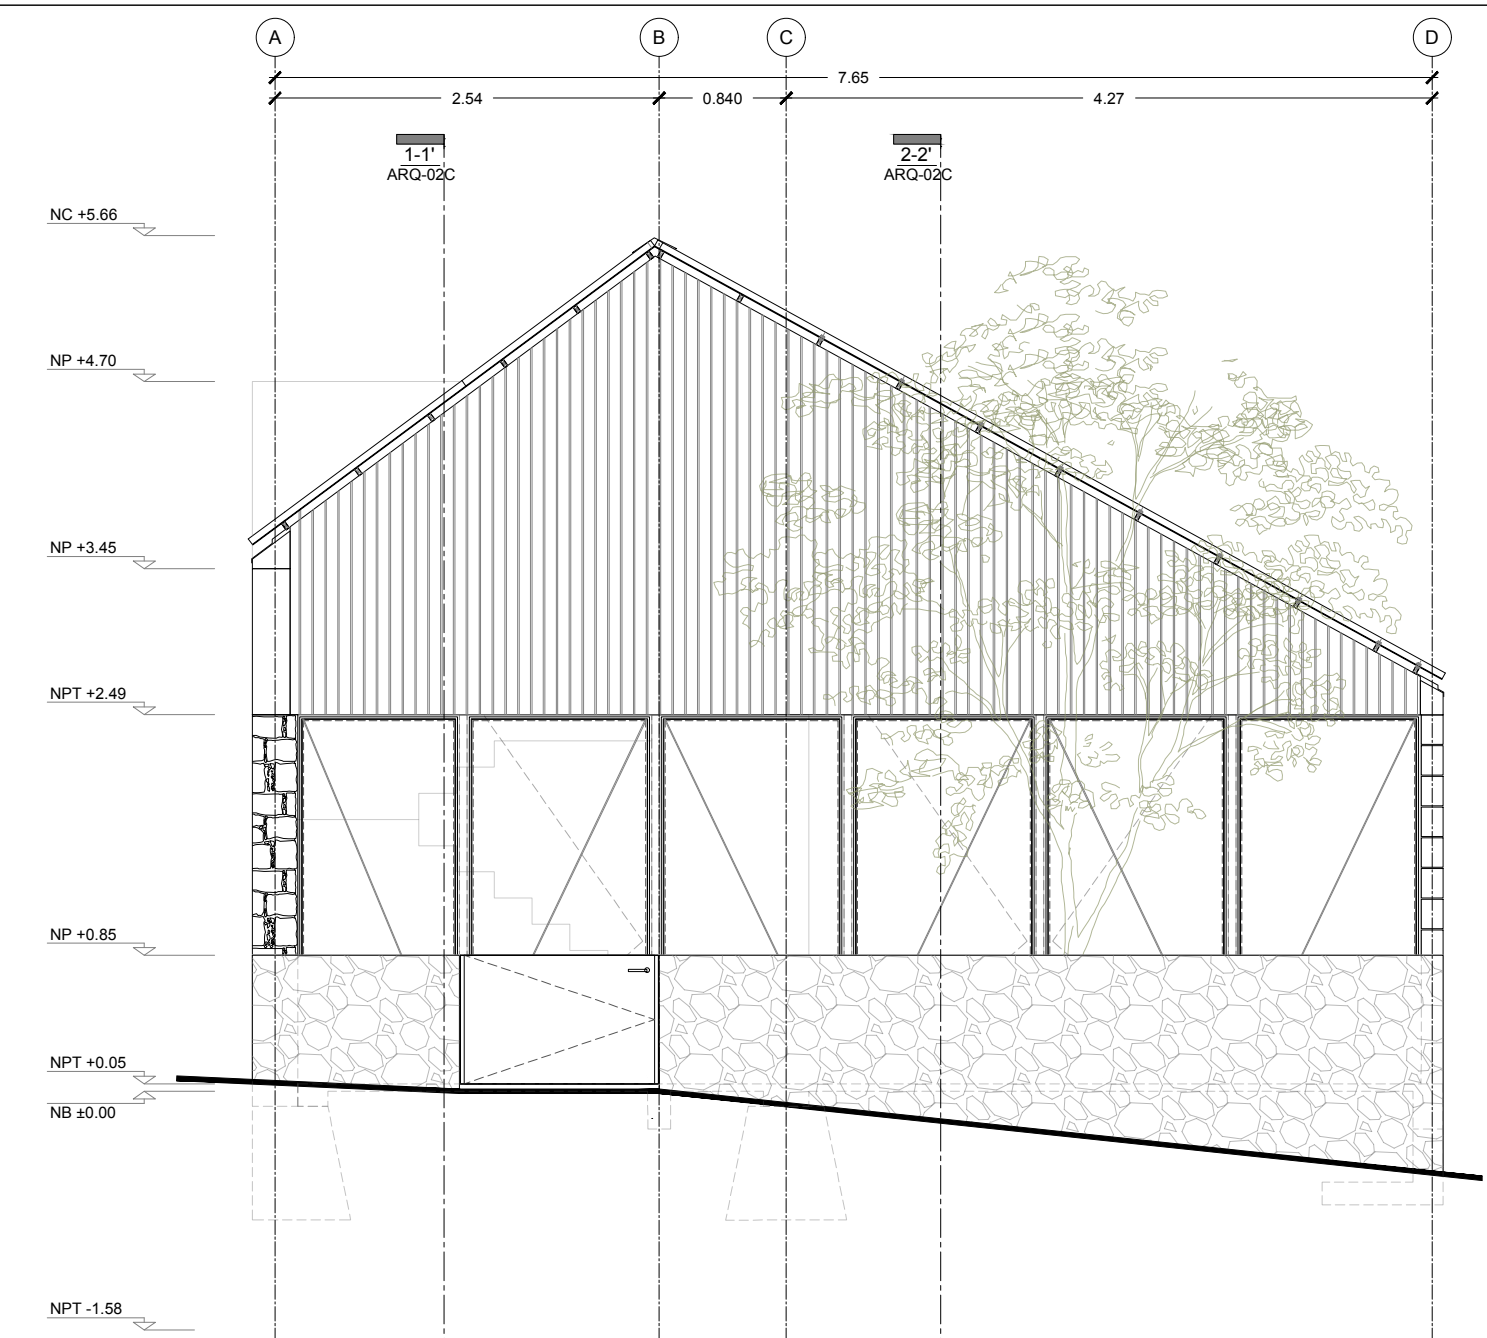 A B C D
7.65
2.54 0.840 4.27
1-1' 2-2'
ARQ-02C ARQ-02C
NC +5.66
NP +4.70
NP +3.45
NPT +2.49
NP +0.85
NPT +0.05
NB ±0.00
NPT -1.58